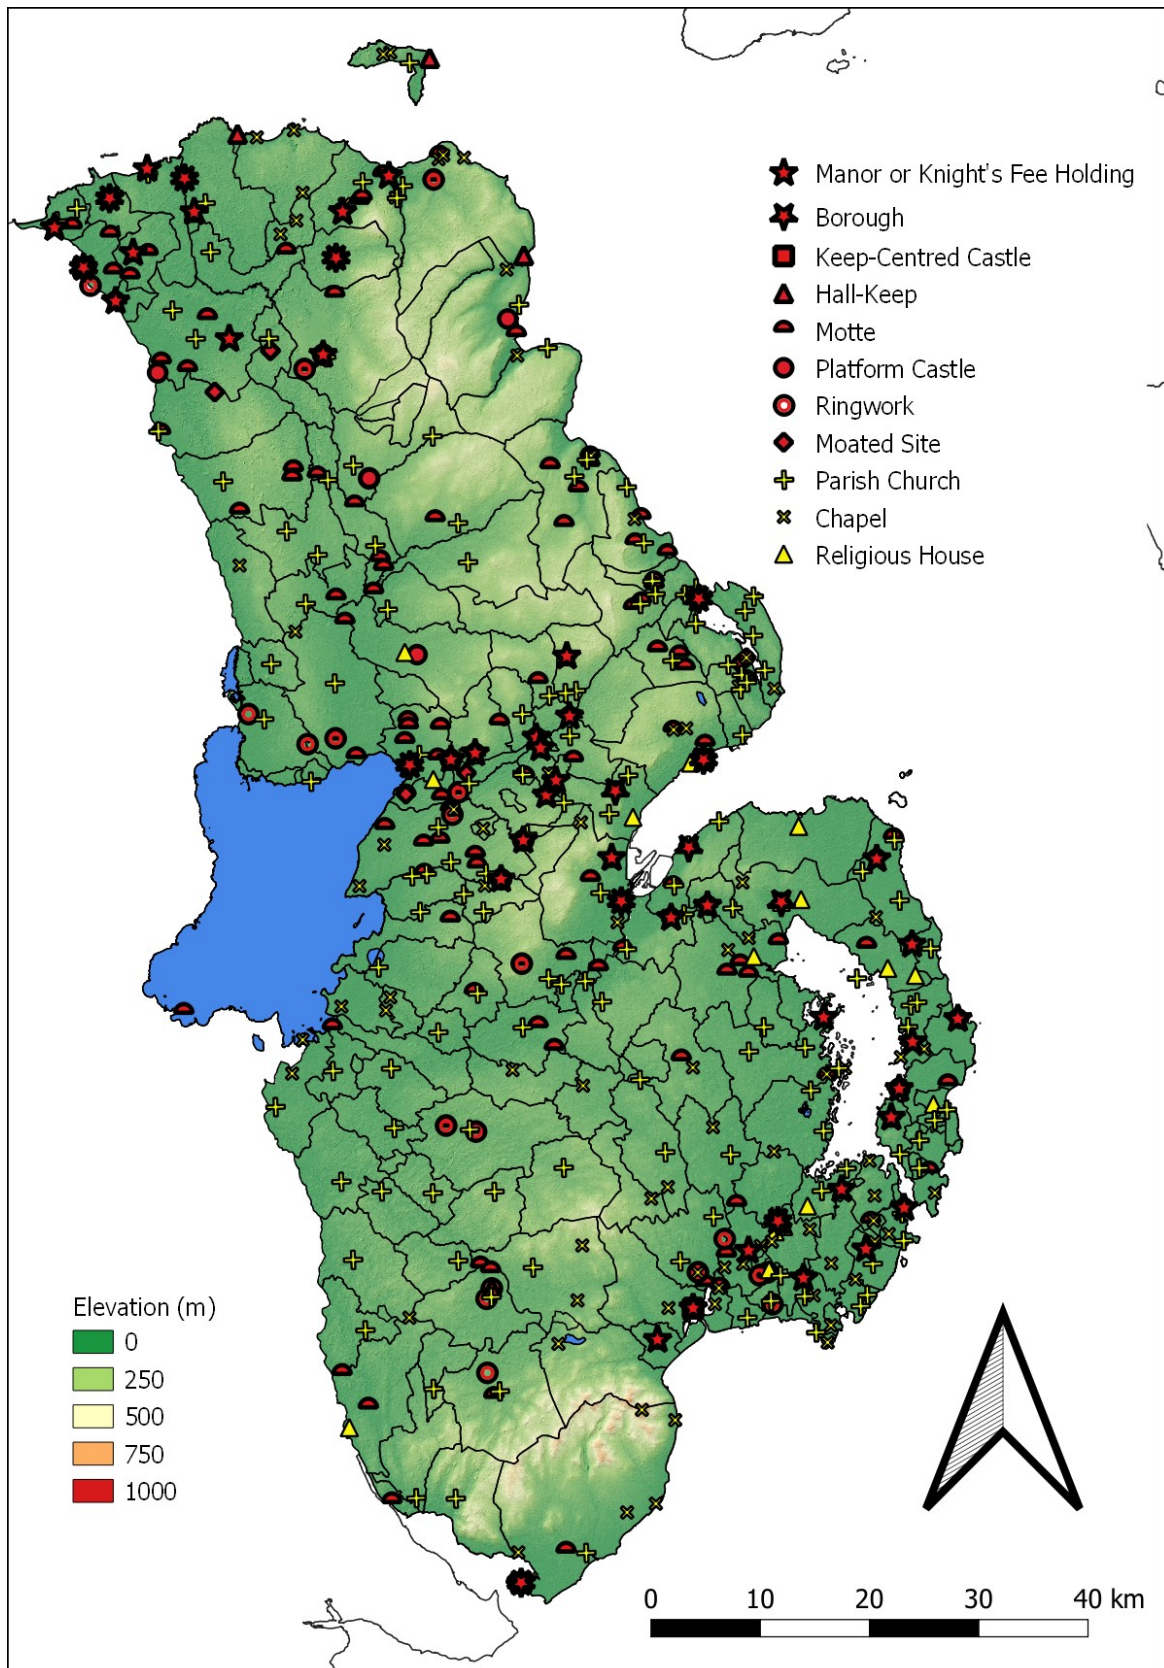 Manor or Knight's Fee Holding
Borough
Keep-Centred Castle
Hall-Keep
Motte
Platform Castle
Ringwork
Moated Site
Parish Church
Chapel
Religious House
Elevation (m)
0
250
500
750
1000
0 10 20 30 40 km